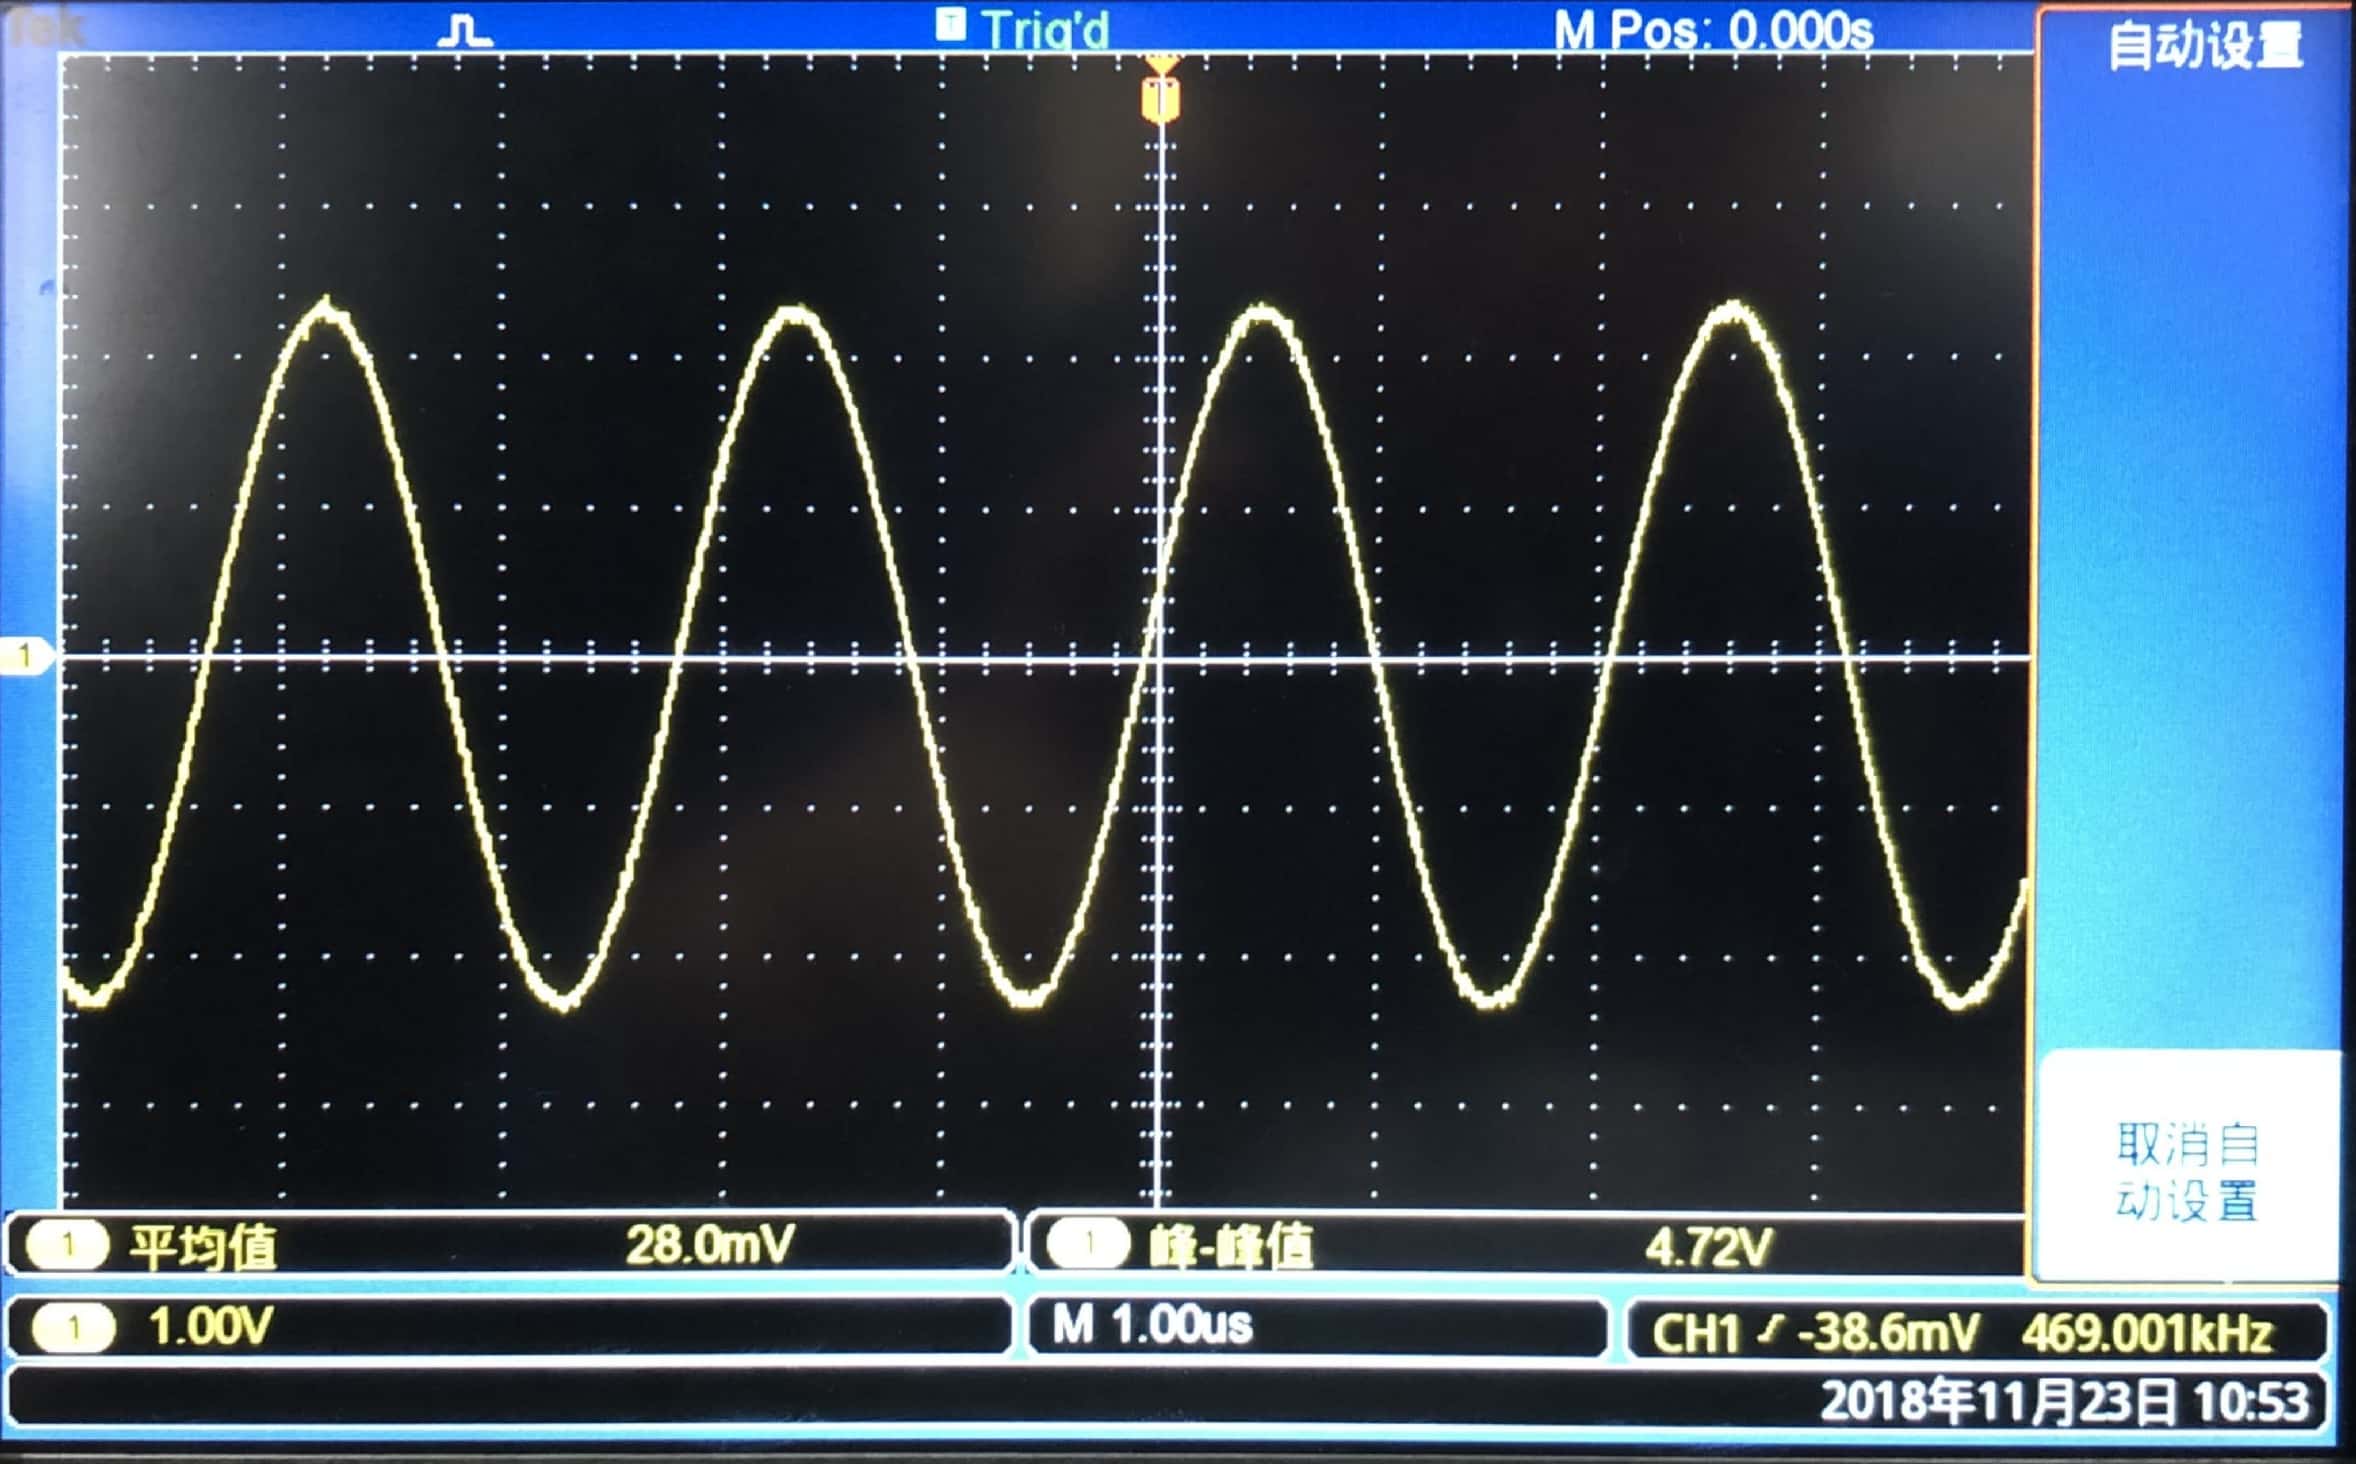 Tek
T Trig'd
M Pos: 0.000s
自动设置
1
取消自
动设置
1 平均值 28.0mV
1 峰-峰值 4.72V
1 1.00V
M 1.00us
CH1 -38.6mV 469.001kHz
2018年11月23日 10:53